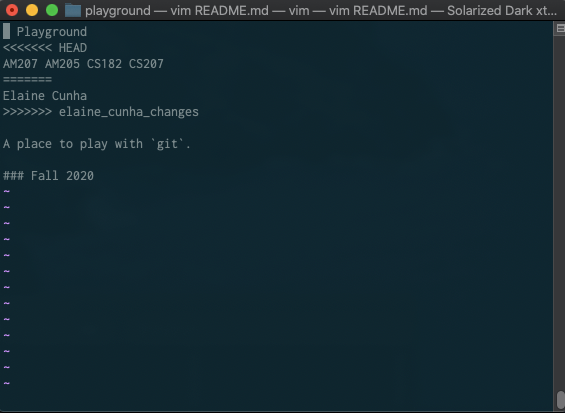 playground — vim README.md — vim — vim README.md — Solarized Dark xt...
Playground
<<<<<<< HEAD
AM207 AM205 CS182 CS207
=======
Elaine Cunha
>>>>>>> elaine_cunha_changes
A place to play with `git`.
### Fall 2020
~
~
~
~
~
~
~
~
~
~
~
~
~